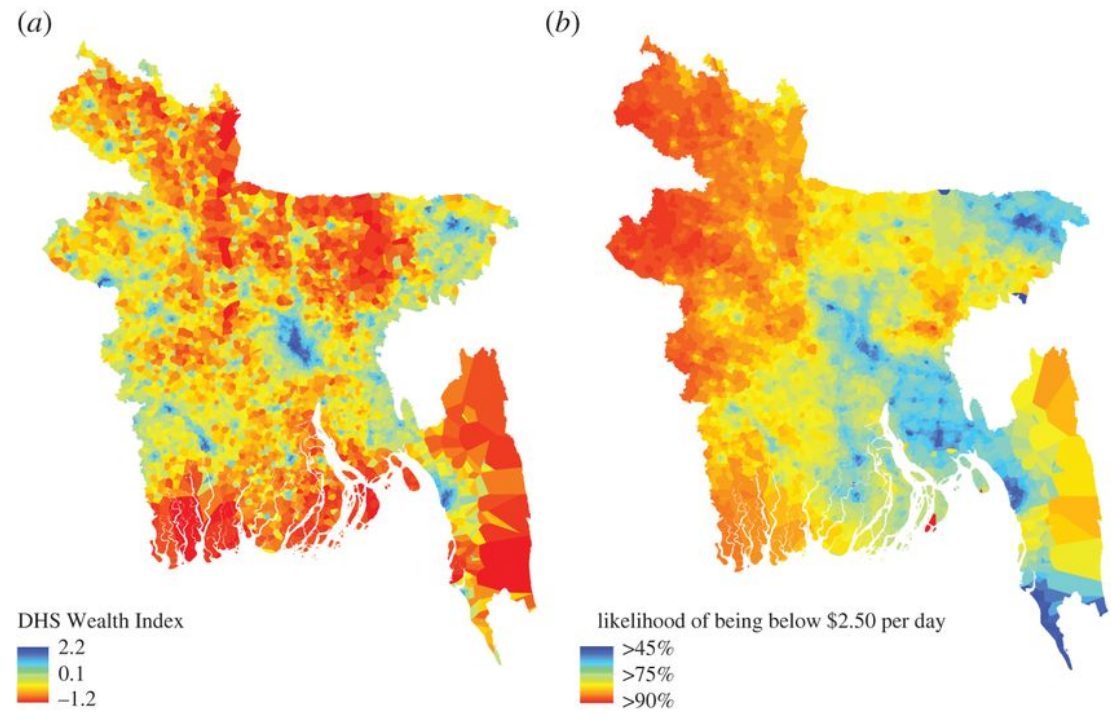 (a)
(b)
DHS Wealth Index
2.2
0.1
–1.2
likelihood of being below $2.50 per day
>45%
>75%
>90%